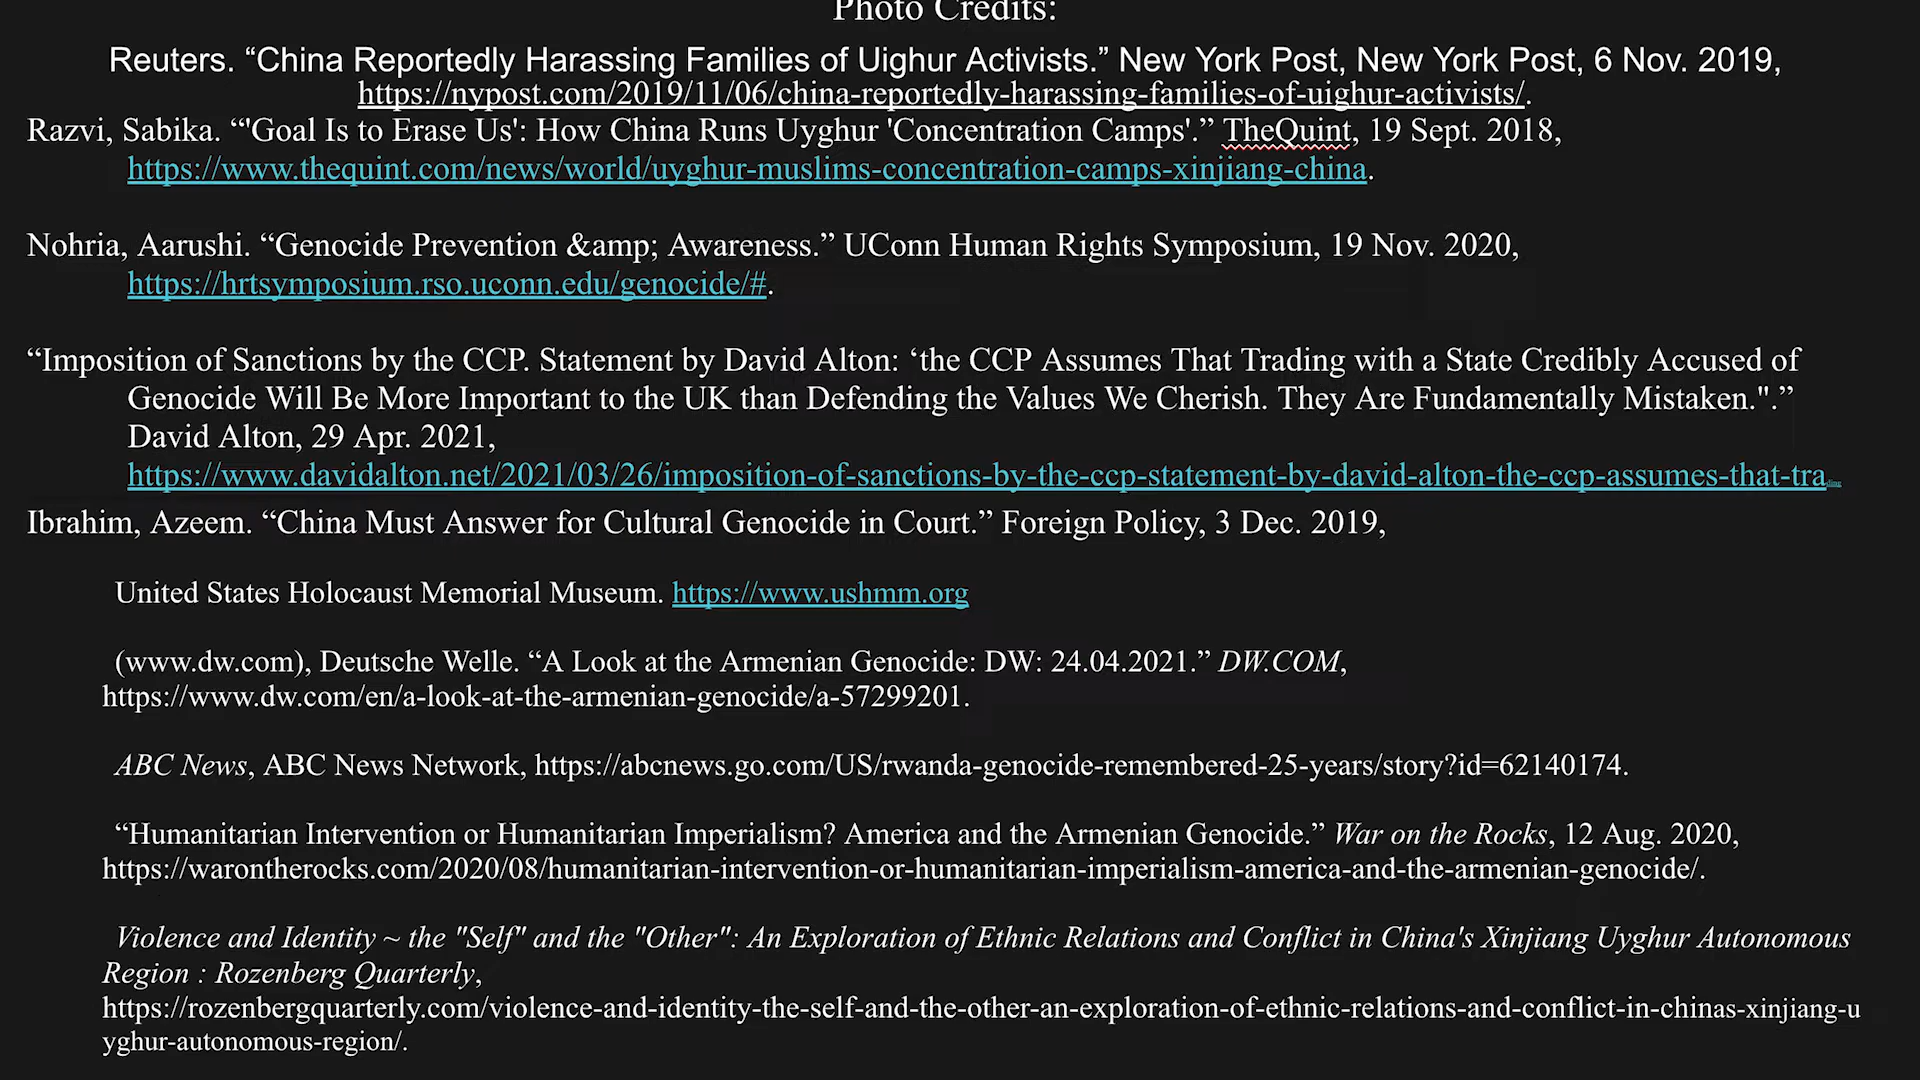 Photo Credits:
Reuters. “China Reportedly Harassing Families of Uighur Activists.” New York Post, New York Post, 6 Nov. 2019,
https://nypost.com/2019/11/06/china-reportedly-harassing-families-of-uighur-activists/.
Razvi, Sabika. “'Goal Is to Erase Us': How China Runs Uyghur 'Concentration Camps'.” TheQuint, 19 Sept. 2018,
https://www.thequint.com/news/world/uyghur-muslims-concentration-camps-xinjiang-china.
Nohria, Aarushi. “Genocide Prevention &amp; Awareness.” UConn Human Rights Symposium, 19 Nov. 2020,
https://hrtsymposium.rso.uconn.edu/genocide/#.
“Imposition of Sanctions by the CCP. Statement by David Alton: ‘the CCP Assumes That Trading with a State Credibly Accused of
Genocide Will Be More Important to the UK than Defending the Values We Cherish. They Are Fundamentally Mistaken.".”
David Alton, 29 Apr. 2021,
https://www.davidalton.net/2021/03/26/imposition-of-sanctions-by-the-ccp-statement-by-david-alton-the-ccp-assumes-that-trading
Ibrahim, Azeem. “China Must Answer for Cultural Genocide in Court.” Foreign Policy, 3 Dec. 2019,
United States Holocaust Memorial Museum. https://www.ushmm.org
(www.dw.com), Deutsche Welle. “A Look at the Armenian Genocide: DW: 24.04.2021.” DW.COM,
https://www.dw.com/en/a-look-at-the-armenian-genocide/a-57299201.
ABC News, ABC News Network, https://abcnews.go.com/US/rwanda-genocide-remembered-25-years/story?id=62140174.
“Humanitarian Intervention or Humanitarian Imperialism? America and the Armenian Genocide.” War on the Rocks, 12 Aug. 2020,
https://warontherocks.com/2020/08/humanitarian-intervention-or-humanitarian-imperialism-america-and-the-armenian-genocide/.
Violence and Identity ~ the "Self" and the "Other": An Exploration of Ethnic Relations and Conflict in China's Xinjiang Uyghur Autonomous
Region : Rozenberg Quarterly,
https://rozenbergquarterly.com/violence-and-identity-the-self-and-the-other-an-exploration-of-ethnic-relations-and-conflict-in-chinas-xinjiang-u
yghur-autonomous-region/.